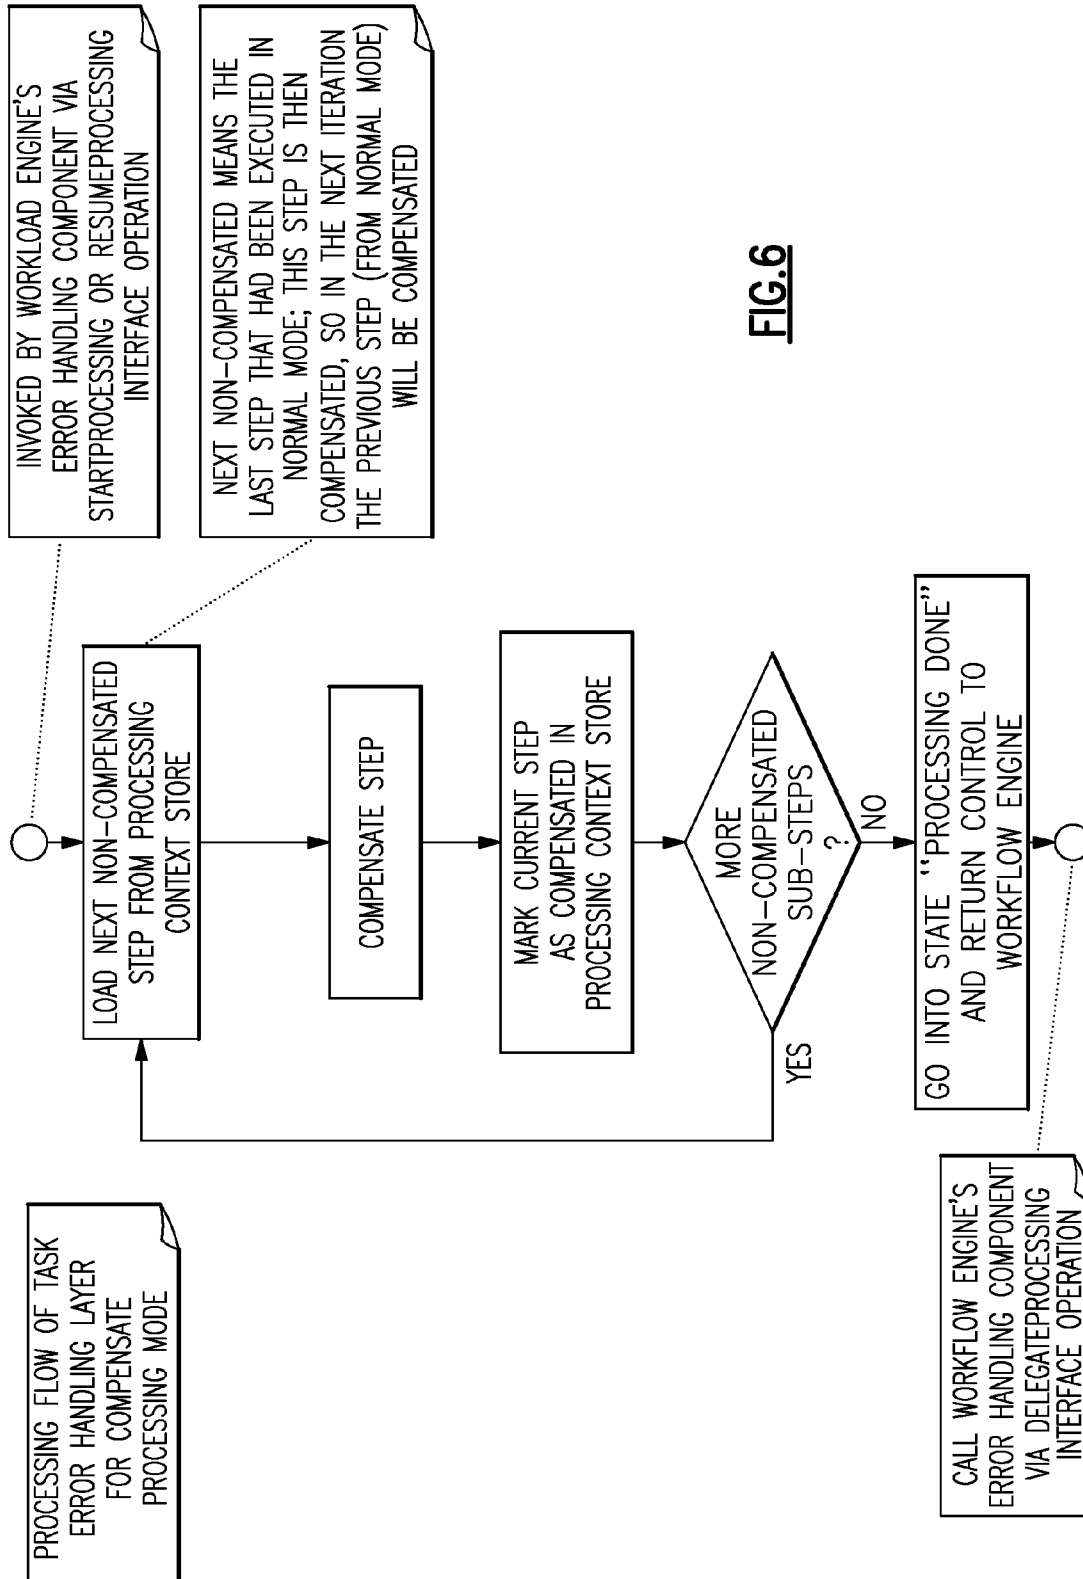 PROCESSING FLOW OF TASK
ERROR HANDLING LAYER
FOR COMPENSATE
PROCESSING MODE
INVOKED BY WORKLOAD ENGINE'S
ERROR HANDLING COMPONENT VIA
STARTPROCESSING OR RESUMEPROCESSING
INTERFACE OPERATION
LOAD NEXT NON-COMPENSATED
STEP FROM PROCESSING
CONTEXT STORE
NEXT NON-COMPENSATED MEANS THE
LAST STEP THAT HAD BEEN EXECUTED IN
NORMAL MODE; THIS STEP IS THEN
COMPENSATED, SO IN THE NEXT ITERATION
THE PREVIOUS STEP (FROM NORMAL MODE)
WILL BE COMPENSATED
COMPENSATE STEP
MARK CURRENT STEP
AS COMPENSATED IN
PROCESSING CONTEXT STORE
MORE
NON-COMPENSATED
SUB-STEPS
?
YES
NO
GO INTO STATE "PROCESSING DONE"
AND RETURN CONTROL TO
WORKFLOW ENGINE
CALL WORKFLOW ENGINE'S
ERROR HANDLING COMPONENT
VIA DELEGATEPROCESSING
INTERFACE OPERATION
FIG.6